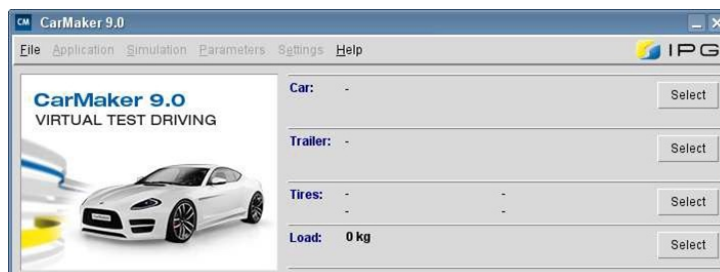 CM CarMaker 9.0
File Application Simulation Parameters Settings Help
IPG
CarMaker 9.0
VIRTUAL TEST DRIVING
Car: - Select
Trailer: - Select
Tires: - - Select
- -
Load: 0 kg Select